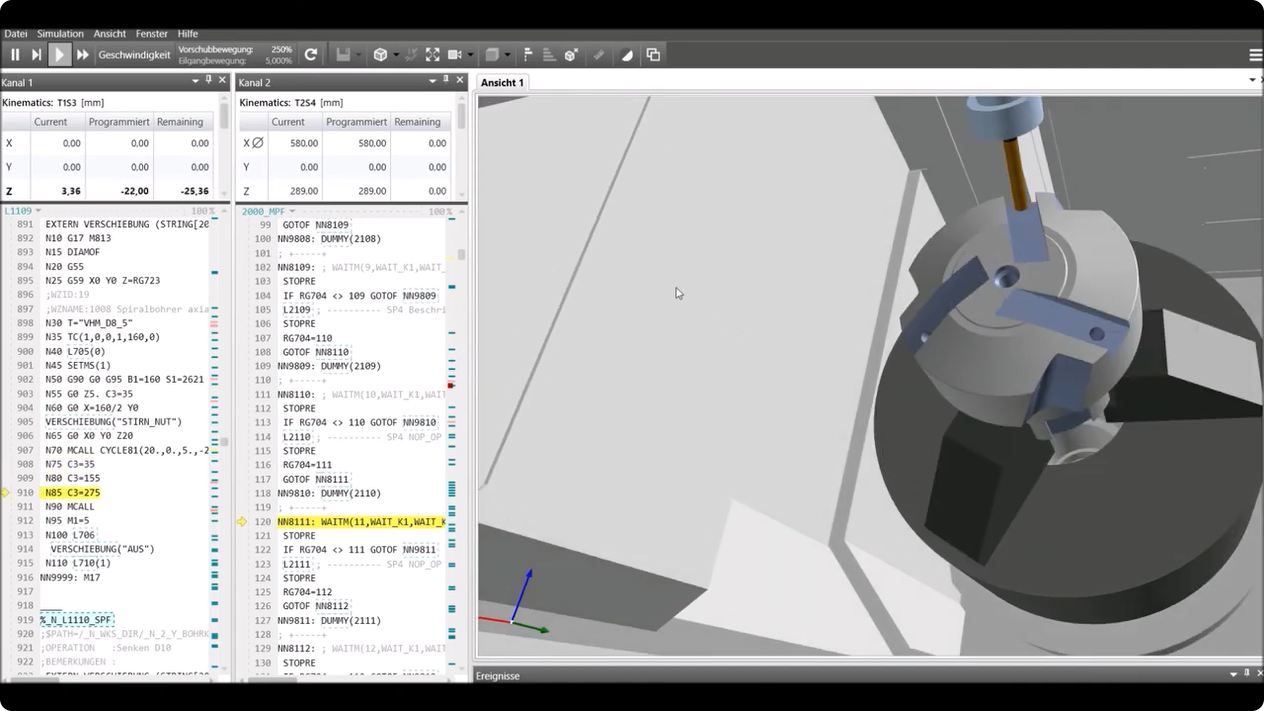 Datei Simulation Ansicht Fenster Hilfe
Geschwindigkeit Vorschubbewegung: 250%
Eilgangbewegung: 5,000%
Kanal 1
Kinematics: T1S3 [mm]
Current Programmiert Remaining
X 0.00 0.00 0.00
Y 0.00 0.00 0.00
Z 3,36 -22,00 -25,36
L1109 100%
891 EXTERN VERSCHIEBUNG (STRING[20
892 N10 G17 M813
893 N15 DIAMOF
894 N20 G55
895 N25 G59 X0 Y0 Z=RG723
896 ;WZID:19
897 ;WZNAME:1008 Spiralbohrer axia
898 N30 T="VHM_D8_5"
899 N35 TC(1,0,0,1,160,0)
900 N40 L705(0)
901 N45 SETMS(1)
902 N50 G90 G0 G95 B1=160 S1=2621
903 N55 G0 Z5. C3=35
904 N60 G0 X=160/2 Y0
905 VERSCHIEBUNG("STIRN_NUT")
906 N65 G0 X0 Y0 Z20
907 N70 MCALL CYCLE81(20.,0.,5.,-2
908 N75 C3=35
909 N80 C3=155
910 N85 C3=275
911 N90 MCALL
912 N95 M1=5
913 N100 L706
914 VERSCHIEBUNG("AUS")
915 N110 L710(1)
916 NN9999: M17
917
918 ____
919 %_N_L1110_SPF
920 ;$PATH=/_N_WKS_DIR/_N_2_Y_BOHRK
921 ;OPERATION :Senken D10
922 ;BEMERKUNGEN :
Kanal 2
Kinematics: T2S4 [mm]
Current Programmiert Remaining
X∅ 580.00 580.00 0.00
Y 0.00 0.00 0.00
Z 289.00 289.00 0.00
2000_MPF 100%
99 GOTOF NN8109
100 NN9808: DUMMY(2108)
101 ; +-----+
102 NN8109: ; WAITM(9,WAIT_K1,WAIT_
103 STOPRE
104 IF RG704 <> 109 GOTOF NN9809
105 L2109 ; ---------- SP4 Beschri
106 STOPRE
107 RG704=110
108 GOTOF NN8110
109 NN9809: DUMMY(2109)
110 ; +-----+
111 NN8110: ; WAITM(10,WAIT_K1,WAIT
112 STOPRE
113 IF RG704 <> 110 GOTOF NN9810
114 L2110 ; ---------- SP4 NOP_OP
115 STOPRE
116 RG704=111
117 GOTOF NN8111
118 NN9810: DUMMY(2110)
119 ; +-----+
120 NN8111: WAITM(11,WAIT_K1,WAIT_K
121 STOPRE
122 IF RG704 <> 111 GOTOF NN9811
123 L2111 ; ---------- SP4 NOP_OP
124 STOPRE
125 RG704=112
126 GOTOF NN8112
127 NN9811: DUMMY(2111)
128 ; +-----+
129 NN8112: ; WAITM(12,WAIT_K1,WAIT
130 STOPRE
Ansicht 1
Ereignisse